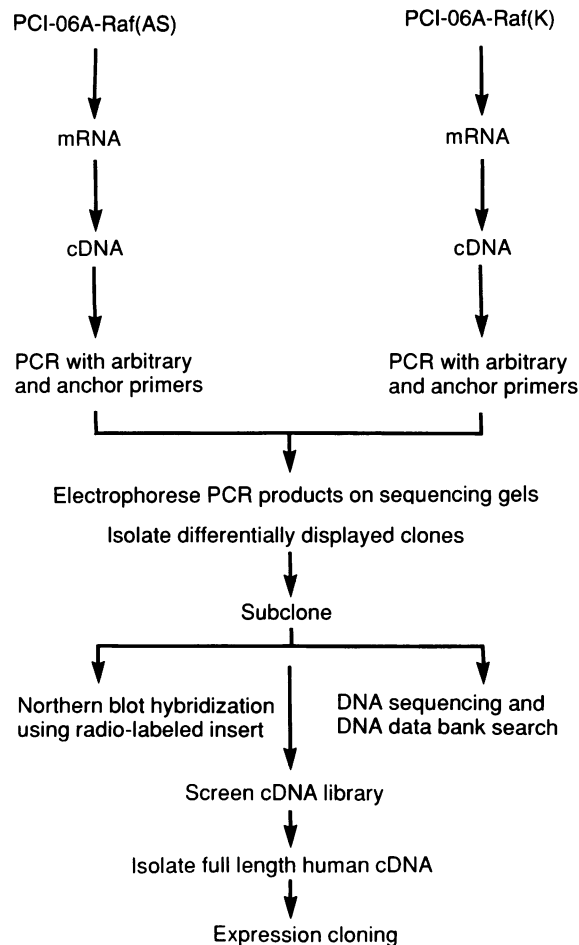 PCI-06A-Raf(AS)
PCI-06A-Raf(K)
mRNA
mRNA
cDNA
cDNA
PCR with arbitrary
and anchor primers
PCR with arbitrary
and anchor primers
Electrophorese PCR products on sequencing gels
Isolate differentially displayed clones
Subclone
Northern blot hybridization
using radio-labeled insert
DNA sequencing and
DNA data bank search
Screen cDNA library
Isolate full length human cDNA
Expression cloning